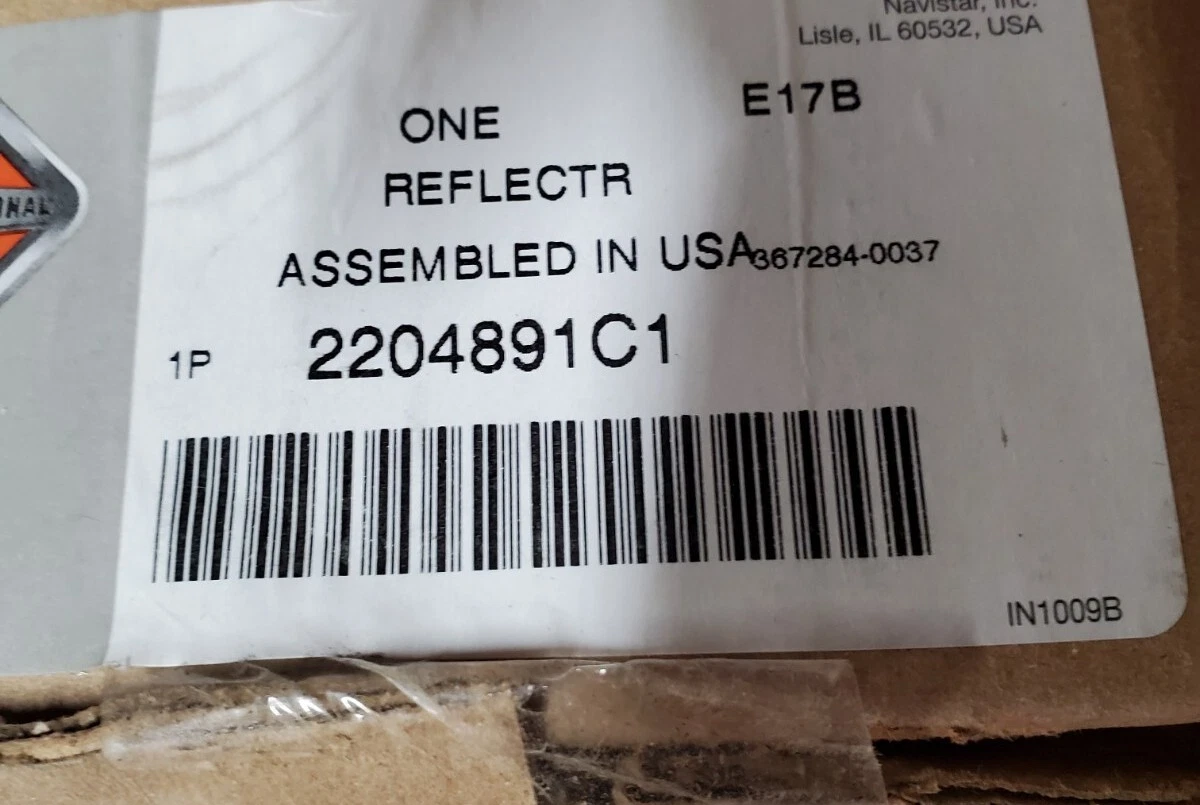 Navistar, Inc.
Lisle, IL 60532, USA
ONE
E17B
REFLECTR
ASSEMBLED IN USA
367284-0037
1P
2204891C1
IN1009B